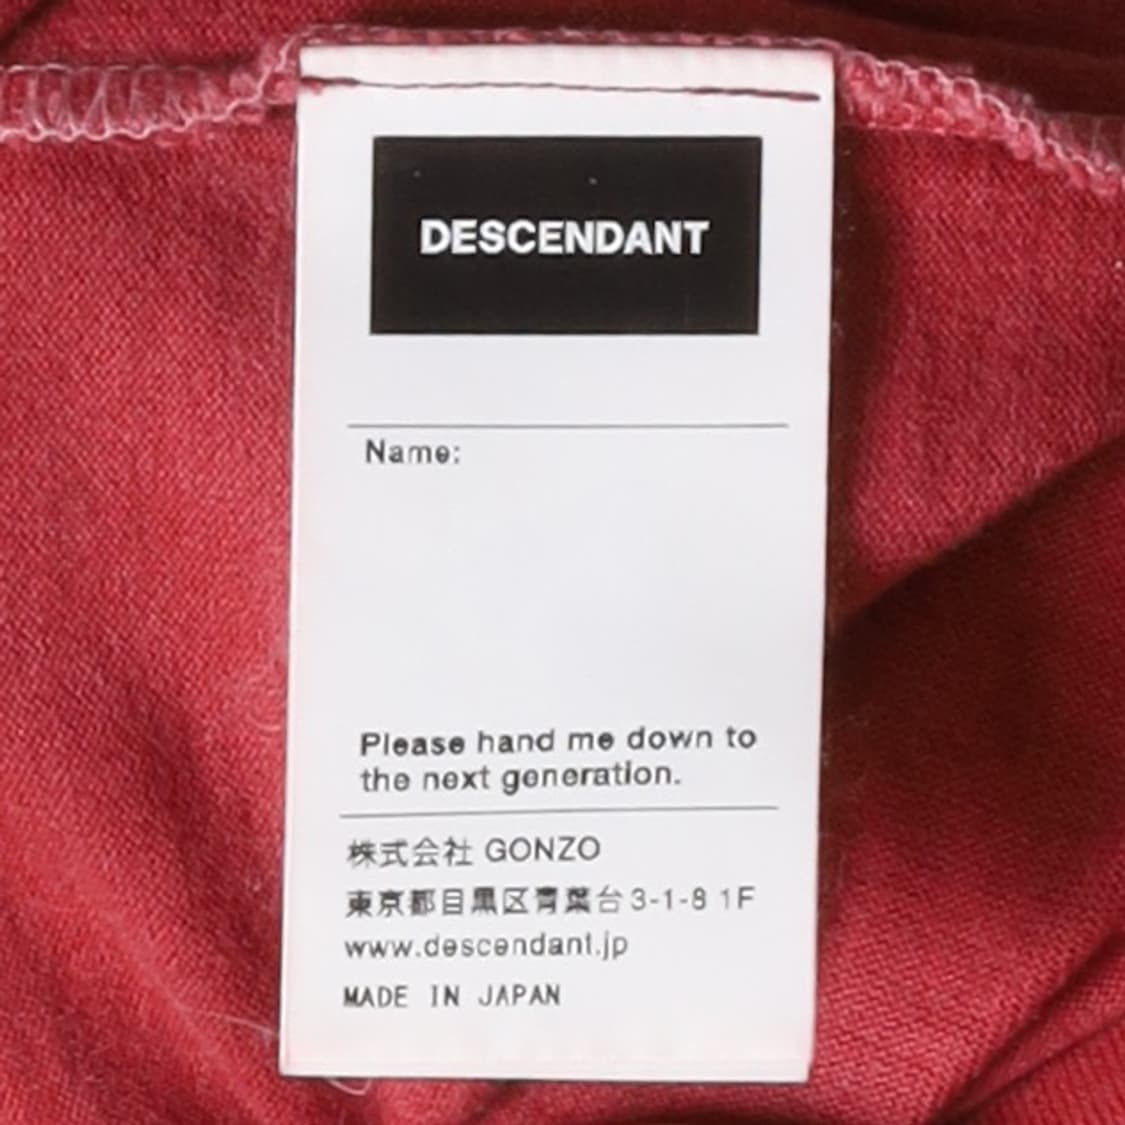 DESCENDANT
Name:
Please hand me down to
the next generation.
株式会社 GONZO
東京都目黒区青葉台3-1-8 1F
www.descendant.jp
MADE IN JAPAN